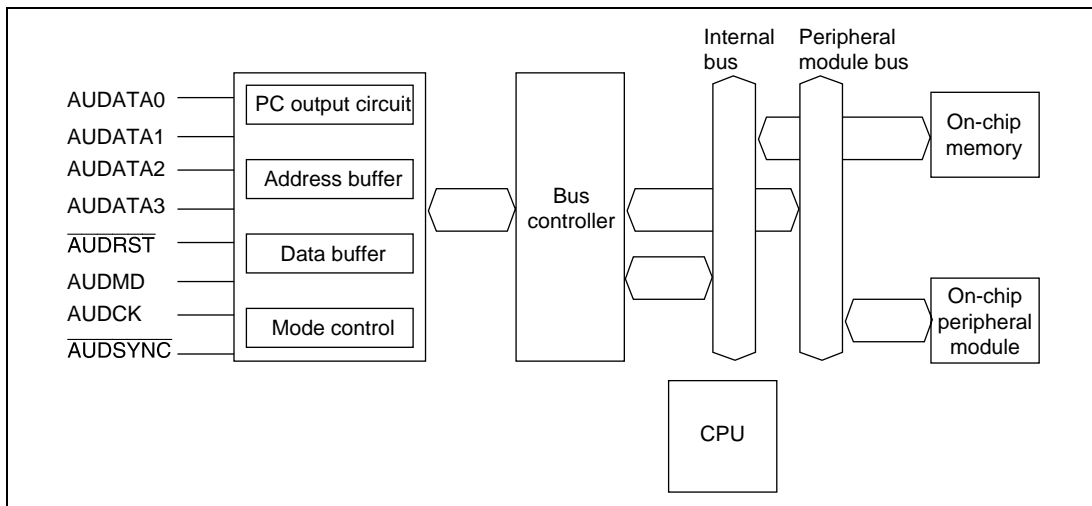 Internal
bus
Peripheral
module bus
AUDATA0
AUDATA1
AUDATA2
AUDATA3
AUDRST
AUDMD
AUDCK
AUDSYNC
PC output circuit
Address buffer
Data buffer
Mode control
Bus
controller
On-chip
memory
On-chip
peripheral
module
CPU